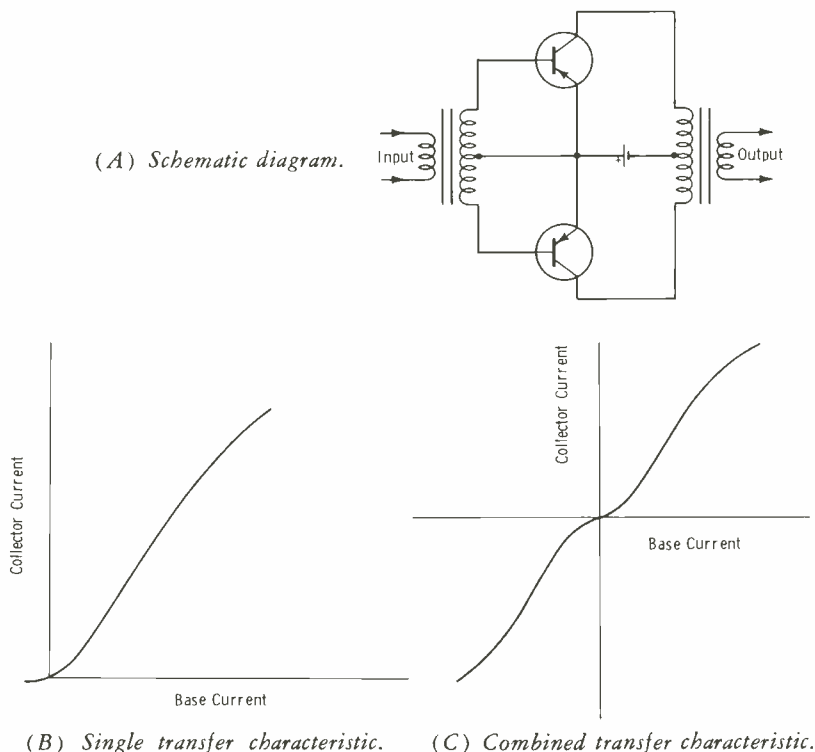 (A) Schematic diagram.
Input
+
Output
Collector Current
Base Current
Collector Current
Base Current
(B) Single transfer characteristic.
(C) Combined transfer characteristic.